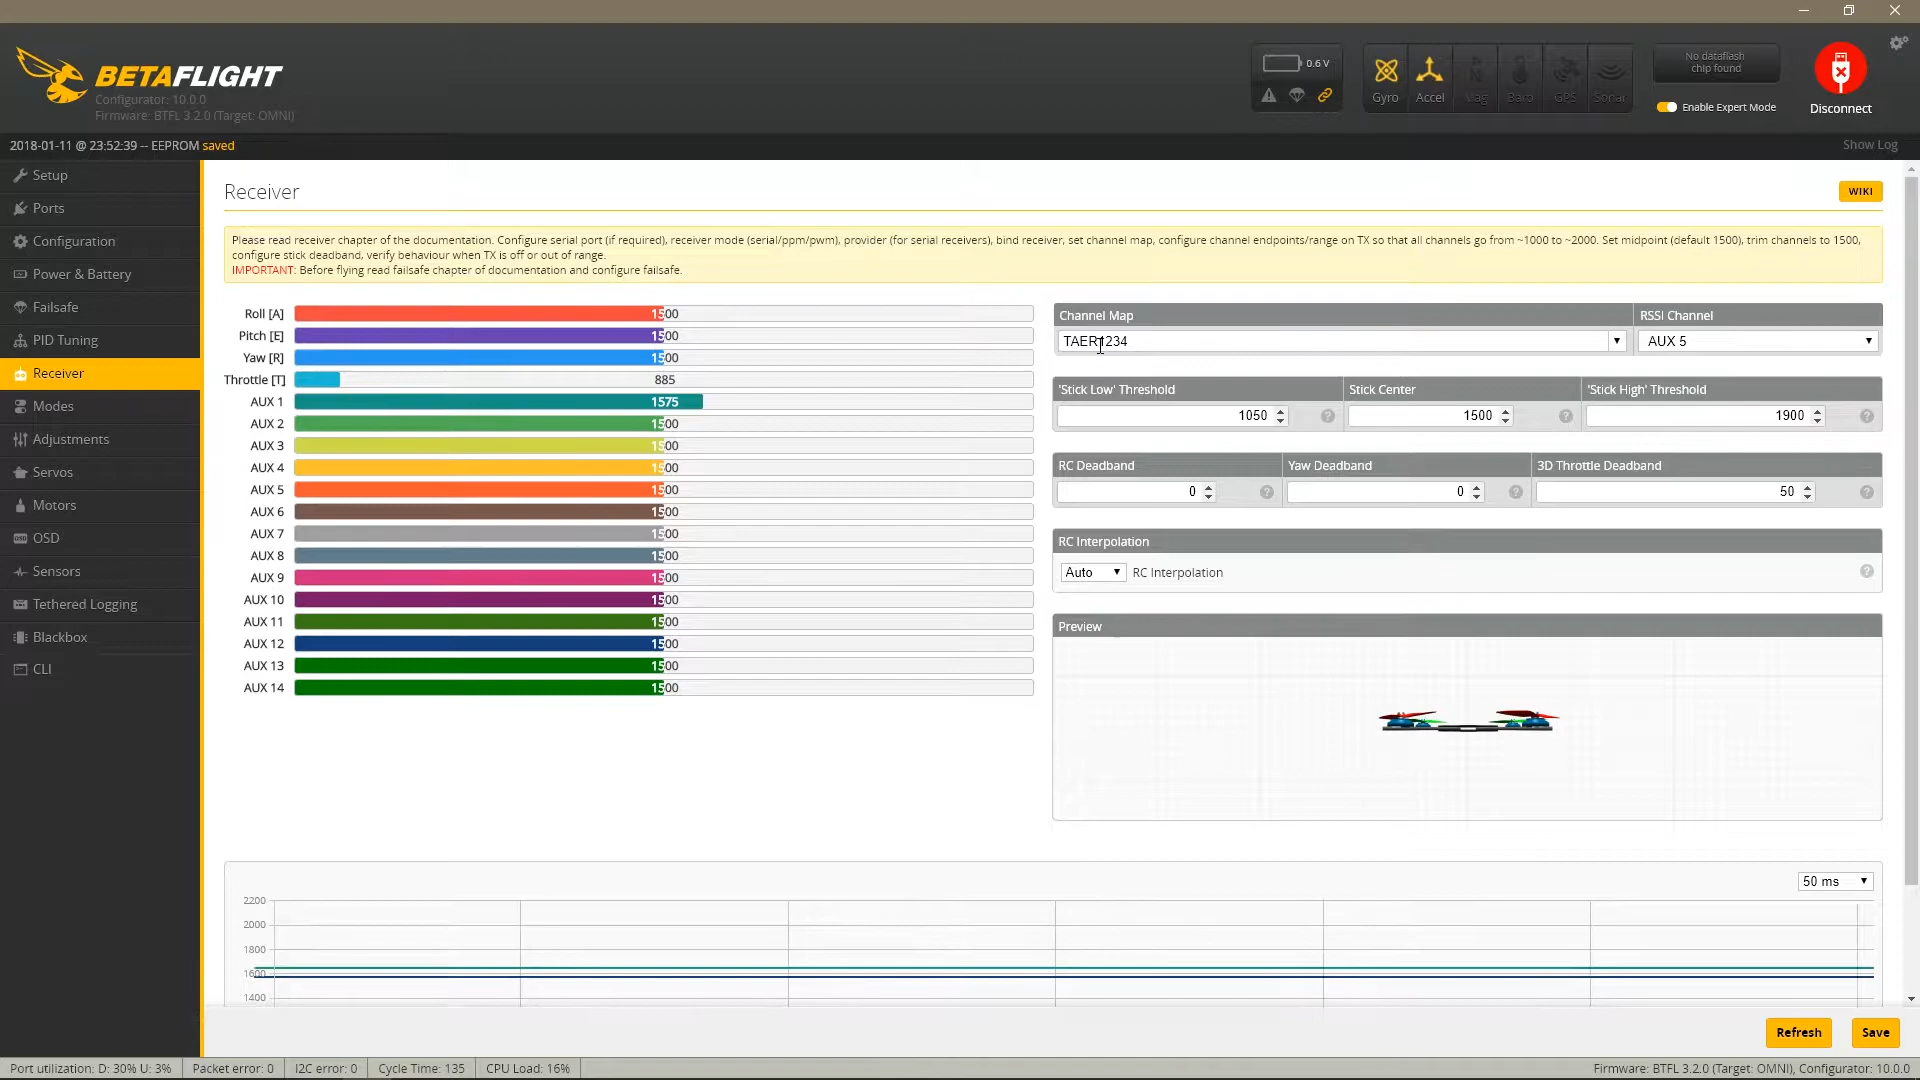 BETAFLIGHT
Configurator: 10.0.0
Firmware: BTFL 3.2.0 (Target: OMNI)
0.6 V
Gyro
Accel
Mag
Baro
GPS
Sonar
No dataflash
chip found
Enable Expert Mode
Disconnect
2018-01-11 @ 23:52:39 -- EEPROM saved
Show Log
Setup
Ports
Configuration
Power & Battery
Failsafe
PID Tuning
Receiver
Modes
Adjustments
Servos
Motors
OSD
Sensors
Tethered Logging
Blackbox
CLI
Receiver
WIKI
Please read receiver chapter of the documentation. Configure serial port (if required), receiver mode (serial/ppm/pwm), provider (for serial receivers), bind receiver, set channel map, configure channel endpoints/range on TX so that all channels go from ~1000 to ~2000. Set midpoint (default 1500), trim channels to 1500,
configure stick deadband, verify behaviour when TX is off or out of range.
IMPORTANT: Before flying read failsafe chapter of documentation and configure failsafe.
Roll [A] 1500
Pitch [E] 1500
Yaw [R] 1500
Throttle [T] 885
AUX 1 1575
AUX 2 1500
AUX 3 1500
AUX 4 1500
AUX 5 1500
AUX 6 1500
AUX 7 1500
AUX 8 1500
AUX 9 1500
AUX 10 1500
AUX 11 1500
AUX 12 1500
AUX 13 1500
AUX 14 1500
Channel Map
RSSI Channel
TAER1234
AUX 5
'Stick Low' Threshold
Stick Center
'Stick High' Threshold
1050
1500
1900
RC Deadband
Yaw Deadband
3D Throttle Deadband
0
0
50
RC Interpolation
Auto RC Interpolation
Preview
50 ms
2200
2000
1800
1600
1400
Refresh
Save
Port utilization: D: 30% U: 3%
Packet error: 0
I2C error: 0
Cycle Time: 135
CPU Load: 16%
Firmware: BTFL 3.2.0 (Target: OMNI), Configurator: 10.0.0